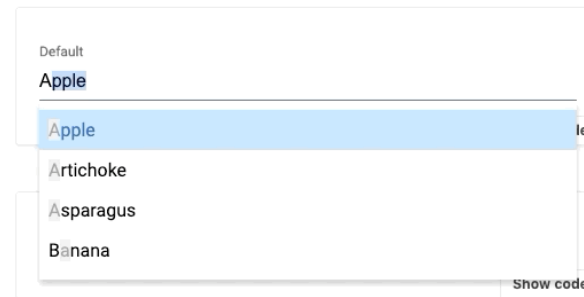 Default
Apple
Apple
Artichoke
Asparagus
Banana
Show code